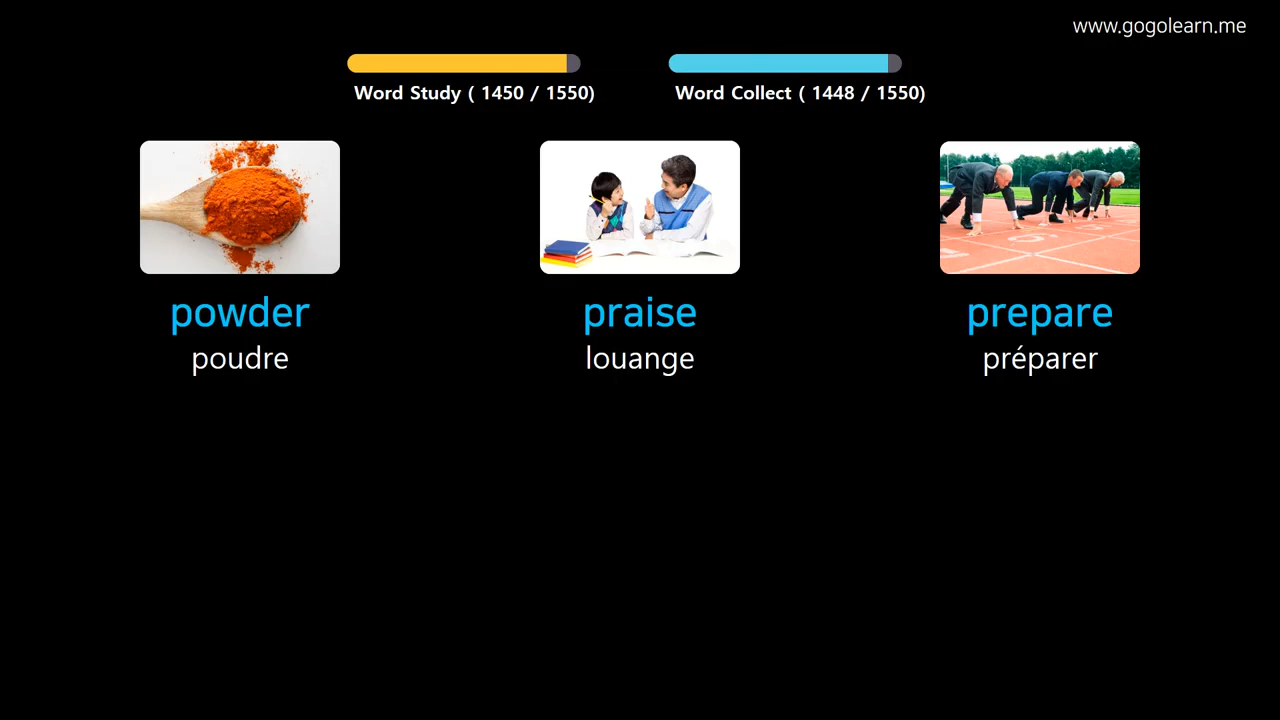 www.gogolearn.me
Word Study ( 1450 / 1550)
Word Collect ( 1448 / 1550)
powder
poudre
praise
louange
prepare
préparer